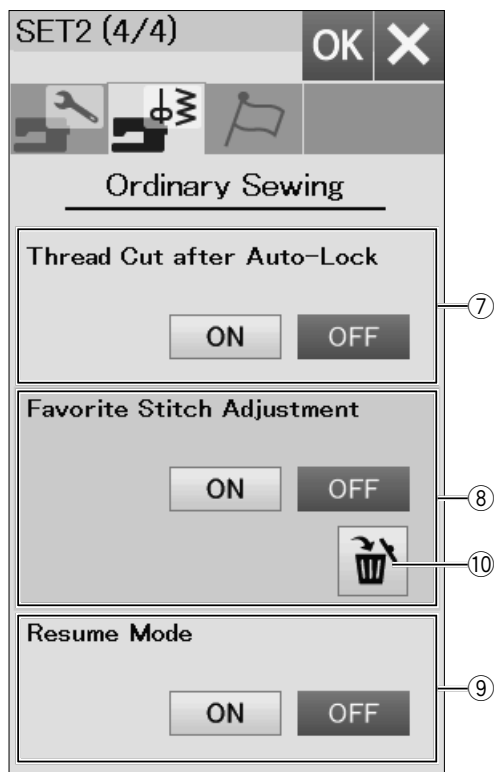 SET2 (4/4) OK
Ordinary Sewing
Thread Cut after Auto-Lock
ON OFF
⑦
Favorite Stitch Adjustment
ON OFF
⑧
⑩
Resume Mode
ON OFF
⑨